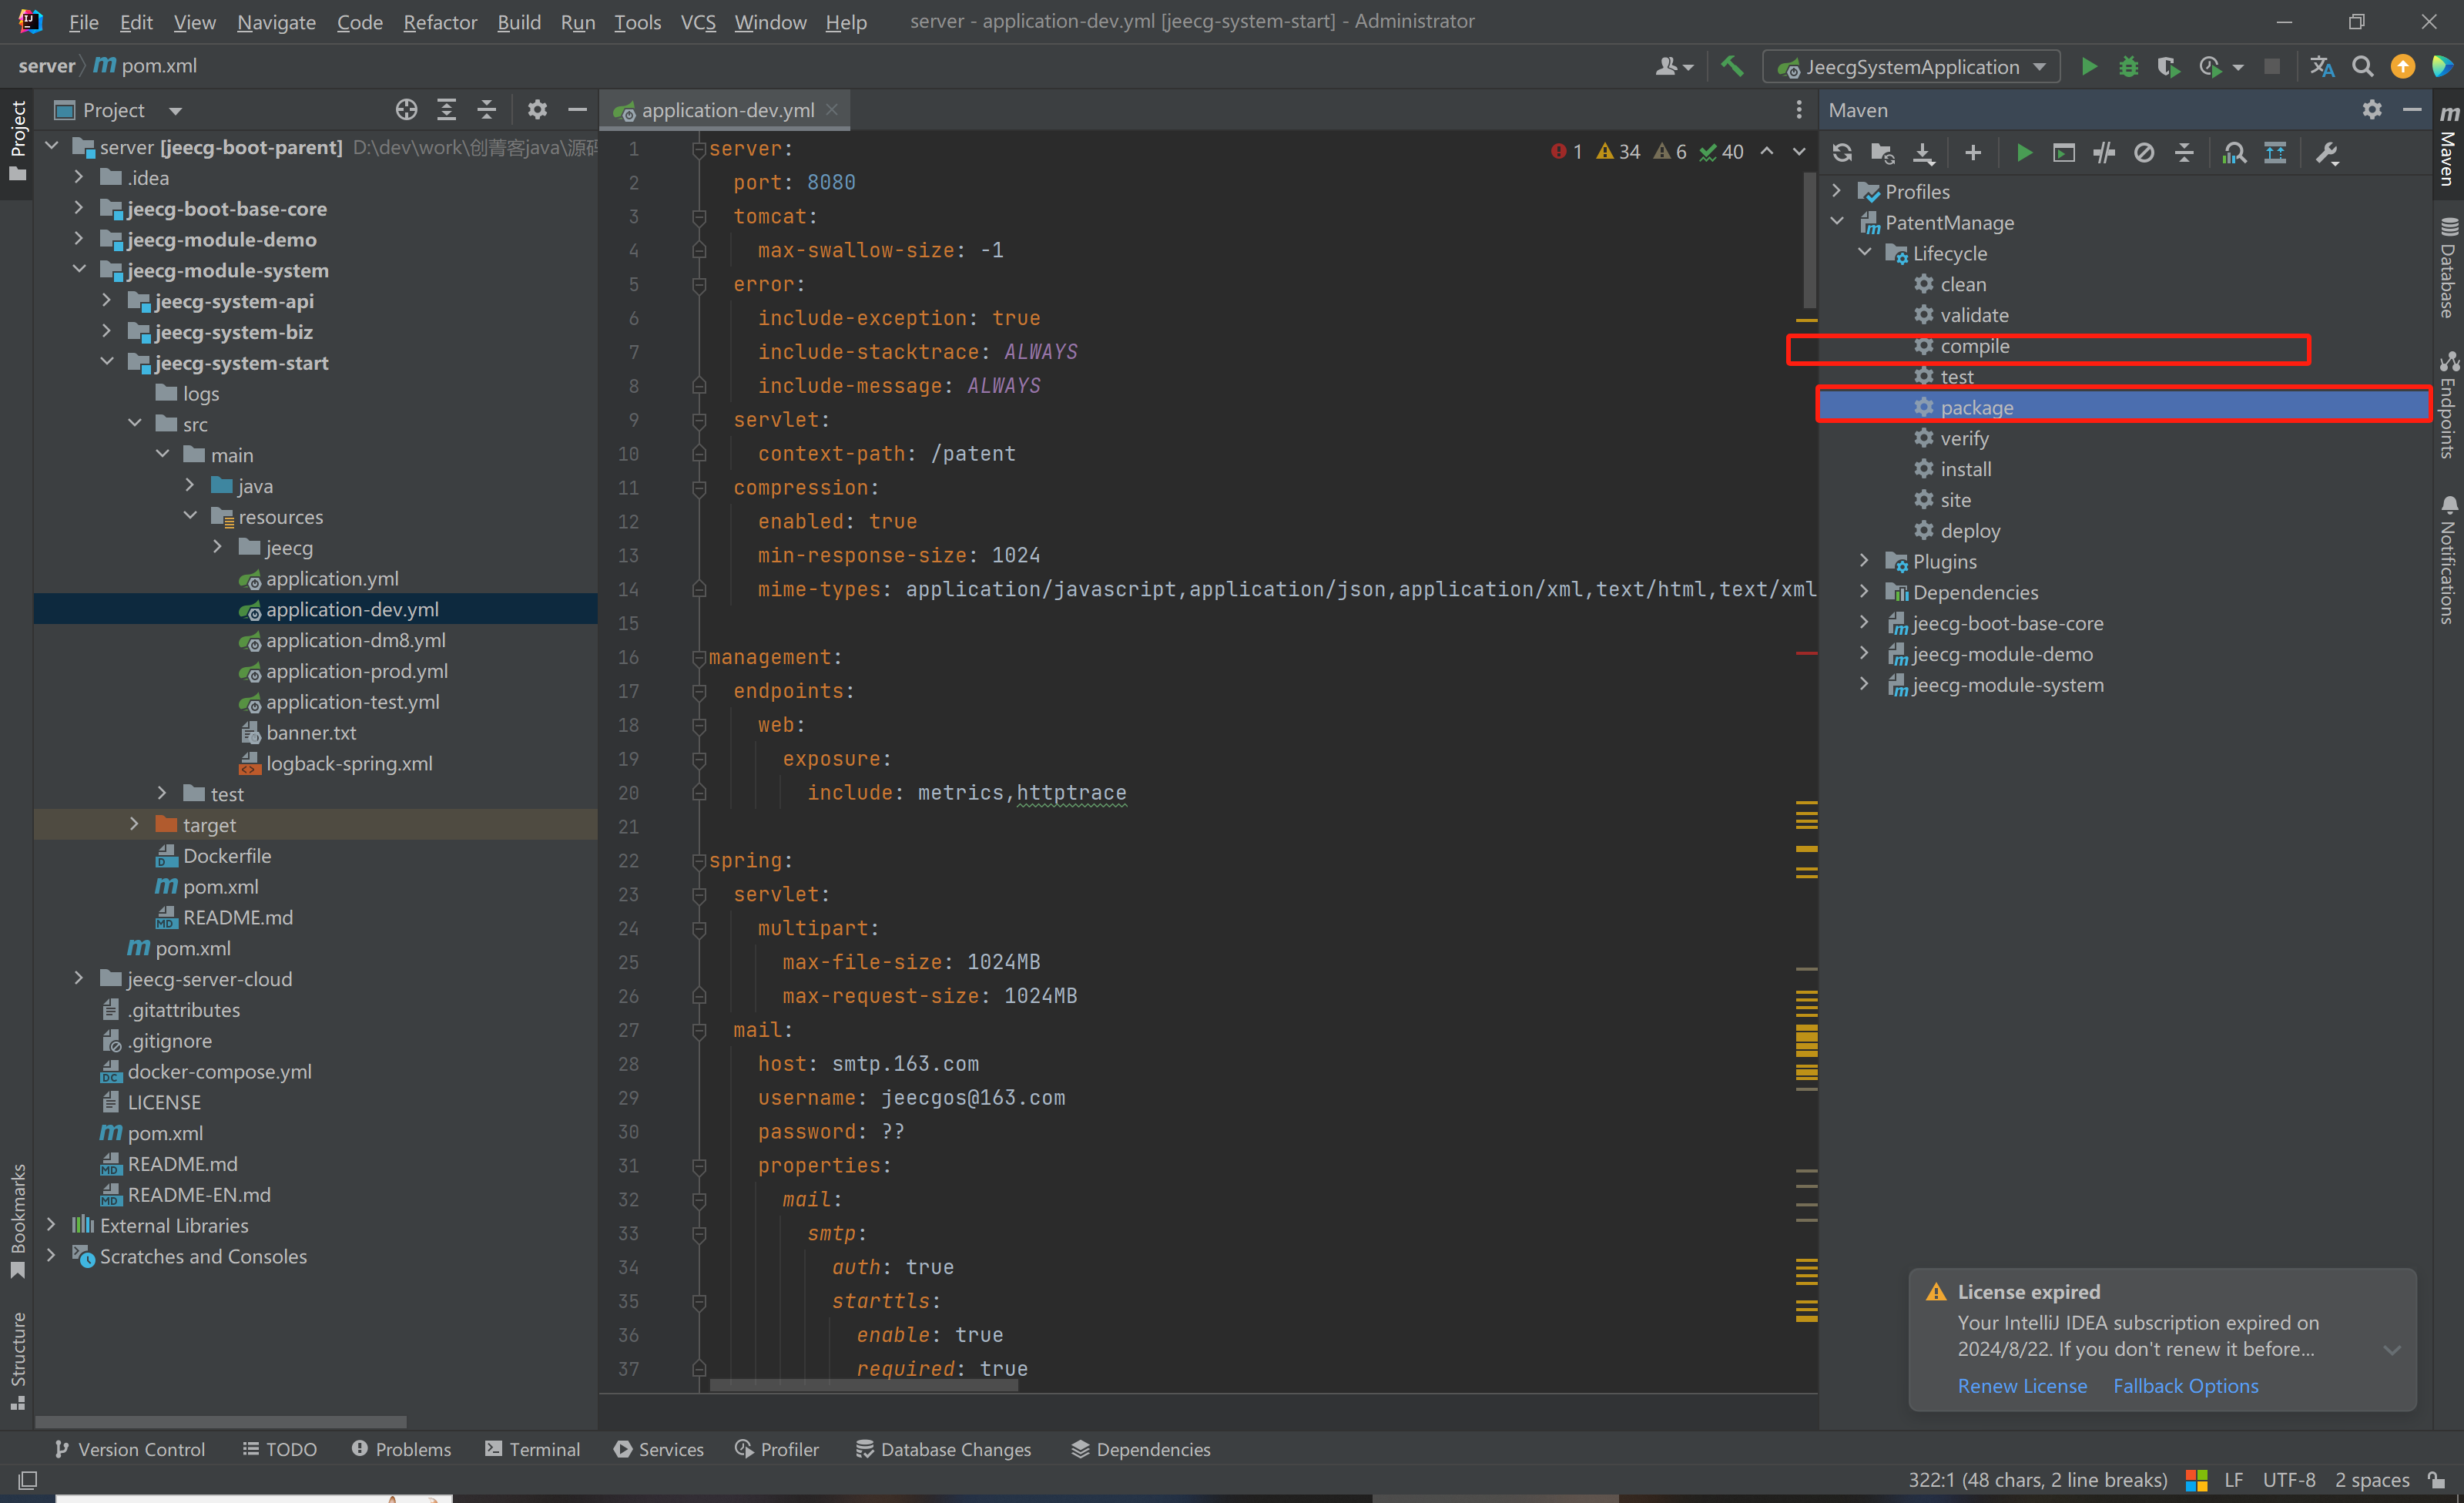 File Edit View Navigate Code Refactor Build Run Tools VCS Window Help server - application-dev.yml [jeecg-system-start] - Administrator
server pom.xml
JeecgSystemApplication
Project
application-dev.yml
Maven
server [jeecg-boot-parent] D:\dev\work\创菁客java\源码
.idea
jeecg-boot-base-core
jeecg-module-demo
jeecg-module-system
jeecg-system-api
jeecg-system-biz
jeecg-system-start
logs
src
main
java
resources
jeecg
application.yml
application-dev.yml
application-dm8.yml
application-prod.yml
application-test.yml
banner.txt
logback-spring.xml
test
target
Dockerfile
pom.xml
README.md
pom.xml
jeecg-server-cloud
.gitattributes
.gitignore
docker-compose.yml
LICENSE
pom.xml
README.md
README-EN.md
External Libraries
Scratches and Consoles
Project
Bookmarks
Structure
1 34 6 40
1 server:
2 port: 8080
3 tomcat:
4 max-swallow-size: -1
5 error:
6 include-exception: true
7 include-stacktrace: ALWAYS
8 include-message: ALWAYS
9 servlet:
10 context-path: /patent
11 compression:
12 enabled: true
13 min-response-size: 1024
14 mime-types: application/javascript,application/json,application/xml,text/html,text/xml
15
16 management:
17 endpoints:
18 web:
19 exposure:
20 include: metrics,httptrace
21
22 spring:
23 servlet:
24 multipart:
25 max-file-size: 1024MB
26 max-request-size: 1024MB
27 mail:
28 host: smtp.163.com
29 username: jeecgos@163.com
30 password: ??
31 properties:
32 mail:
33 smtp:
34 auth: true
35 starttls:
36 enable: true
37 required: true
Profiles
PatentManage
Lifecycle
clean
validate
compile
test
package
verify
install
site
deploy
Plugins
Dependencies
jeecg-boot-base-core
jeecg-module-demo
jeecg-module-system
Maven
Database
Endpoints
Notifications
License expired
Your IntelliJ IDEA subscription expired on
2024/8/22. If you don't renew it before...
Renew License Fallback Options
Version Control TODO Problems Terminal Services Profiler Database Changes Dependencies
322:1 (48 chars, 2 line breaks) LF UTF-8 2 spaces